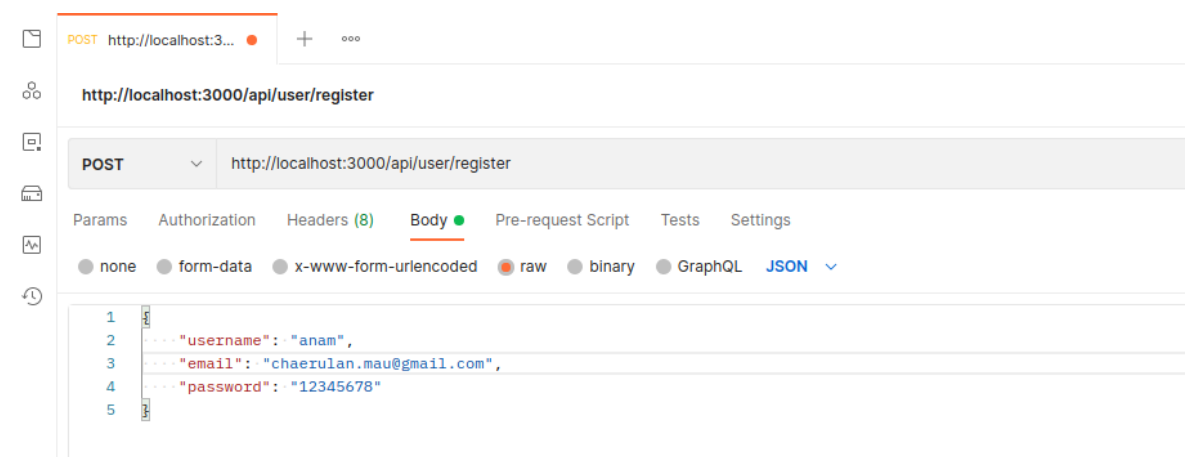 POST http://localhost:3...
http://localhost:3000/api/user/register
POST http://localhost:3000/api/user/register
Params Authorization Headers (8) Body Pre-request Script Tests Settings
none form-data x-www-form-urlencoded raw binary GraphQL JSON
1 {
2 "username": "anam",
3 "email": "chaerulan.mau@gmail.com",
4 "password": "12345678"
5 }